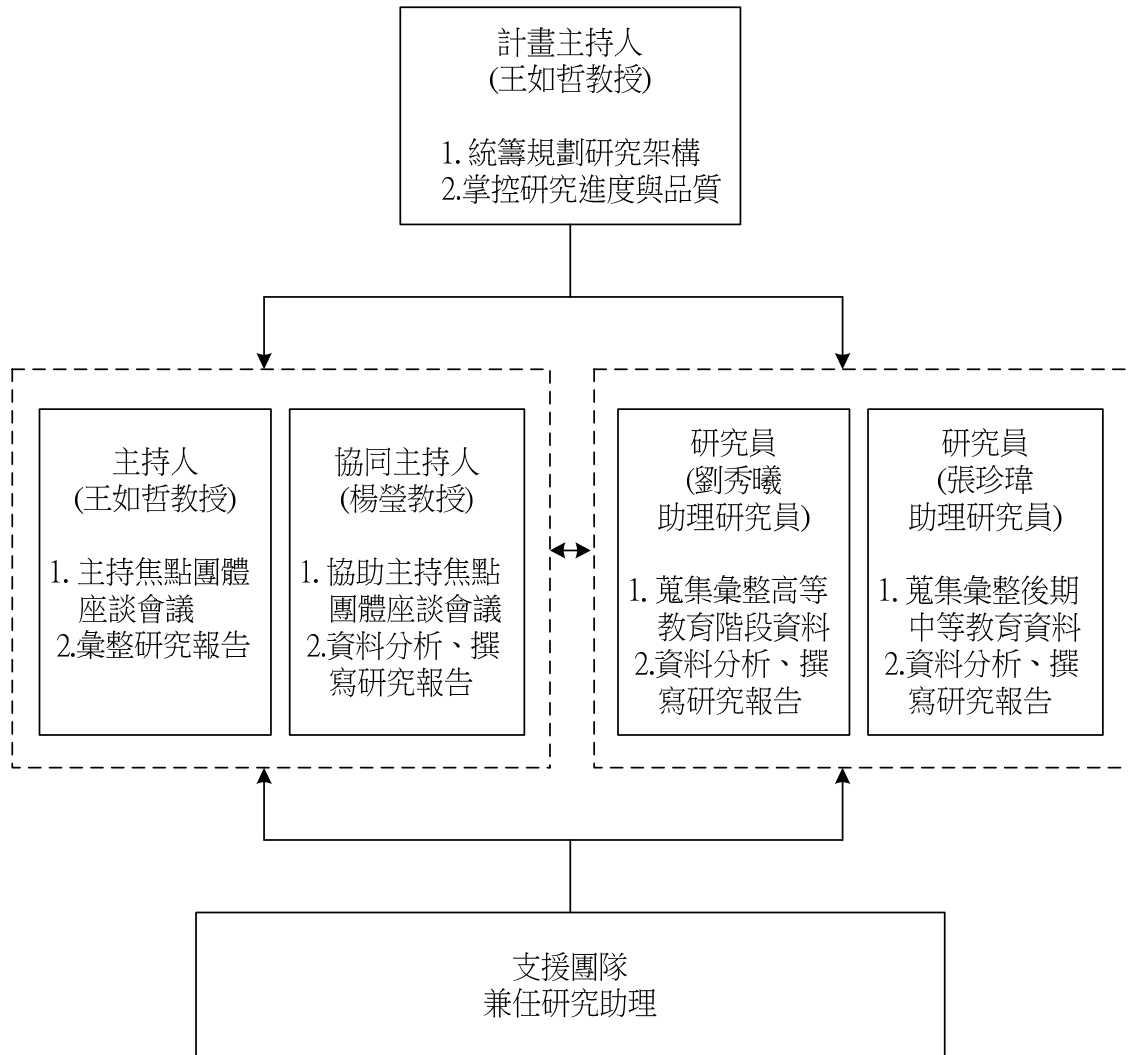 計畫主持人
(王如哲教授)
1. 統籌規劃研究架構
2.掌控研究進度與品質
主持人
(王如哲教授)
1. 主持焦點團體
座談會議
2.彙整研究報告
協同主持人
(楊瑩教授)
1. 協助主持焦點
團體座談會議
2.資料分析、撰
寫研究報告
研究員
(劉秀曦
助理研究員)
1. 蒐集彙整高等
教育階段資料
2.資料分析、撰
寫研究報告
研究員
(張珍瑋
助理研究員)
1. 蒐集彙整後期
中等教育資料
2.資料分析、撰
寫研究報告
支援團隊
兼任研究助理